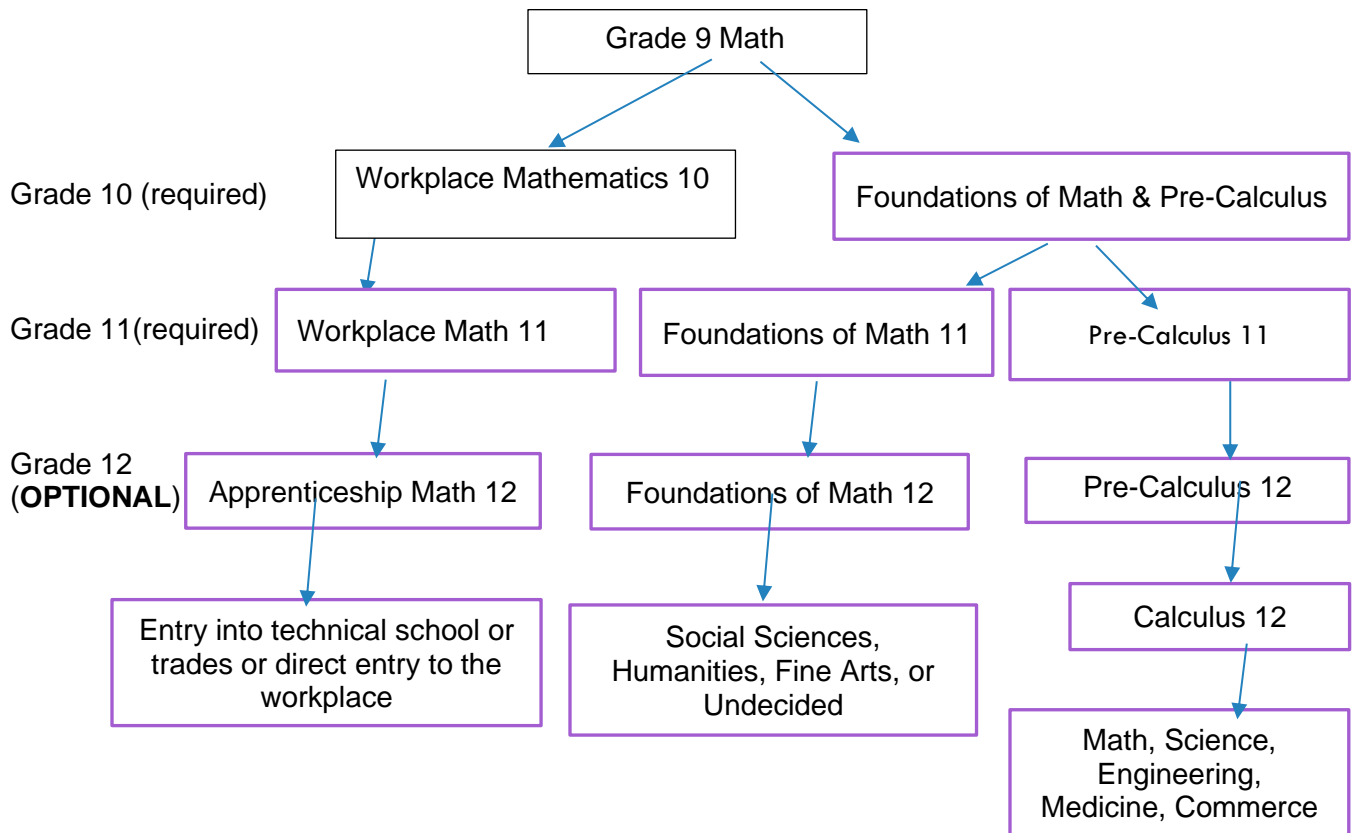 Grade 9 Math
Grade 10 (required)
Workplace Mathematics 10
Foundations of Math & Pre-Calculus
Grade 11(required)
Workplace Math 11
Foundations of Math 11
Pre-Calculus 11
Grade 12
(OPTIONAL)
Apprenticeship Math 12
Foundations of Math 12
Pre-Calculus 12
Entry into technical school or
trades or direct entry to the
workplace
Social Sciences,
Humanities, Fine Arts, or
Undecided
Calculus 12
Math, Science,
Engineering,
Medicine, Commerce